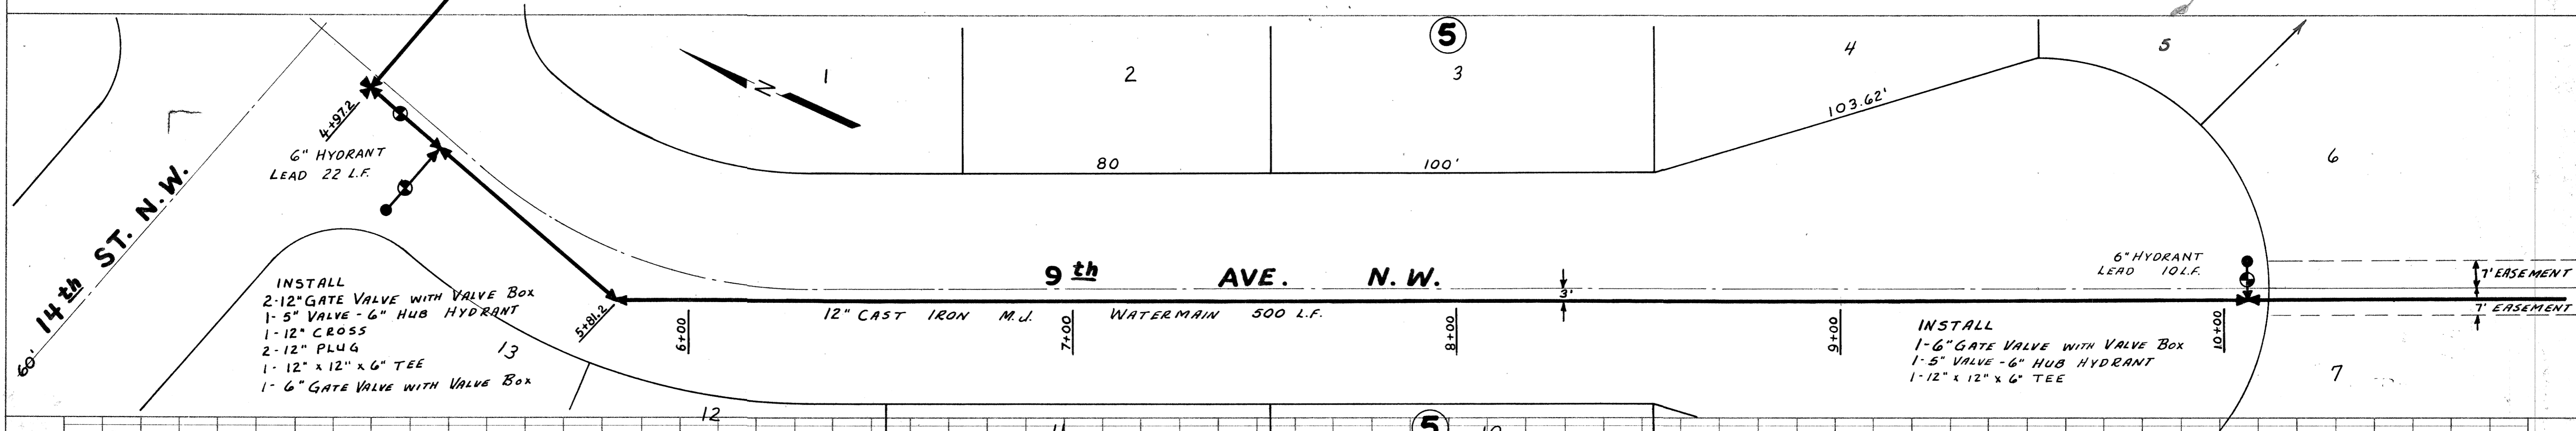 5
1
2
3
4
5
N
80
100'
103.62'
6
4+97.2
6" HYDRANT
LEAD 22 L.F.
14th ST. N.W.
60'
INSTALL
2-12" GATE VALVE WITH VALVE BOX
1-5" VALVE - 6" HUB HYDRANT
1-12" CROSS
2-12" PLUG
1-12" x 12" x 6" TEE
1-6" GATE VALVE WITH VALVE BOX
13
5+81.2
9th AVE. N.W.
3'
12" CAST IRON M.J. WATERMAIN 500 L.F.
6+00
7+00
8+00
9+00
10+00
6" HYDRANT
LEAD 10 L.F.
7' EASEMENT
7' EASEMENT
INSTALL
1-6" GATE VALVE WITH VALVE BOX
1-5" VALVE - 6" HUB HYDRANT
1-12" x 12" x 6" TEE
7
12
5